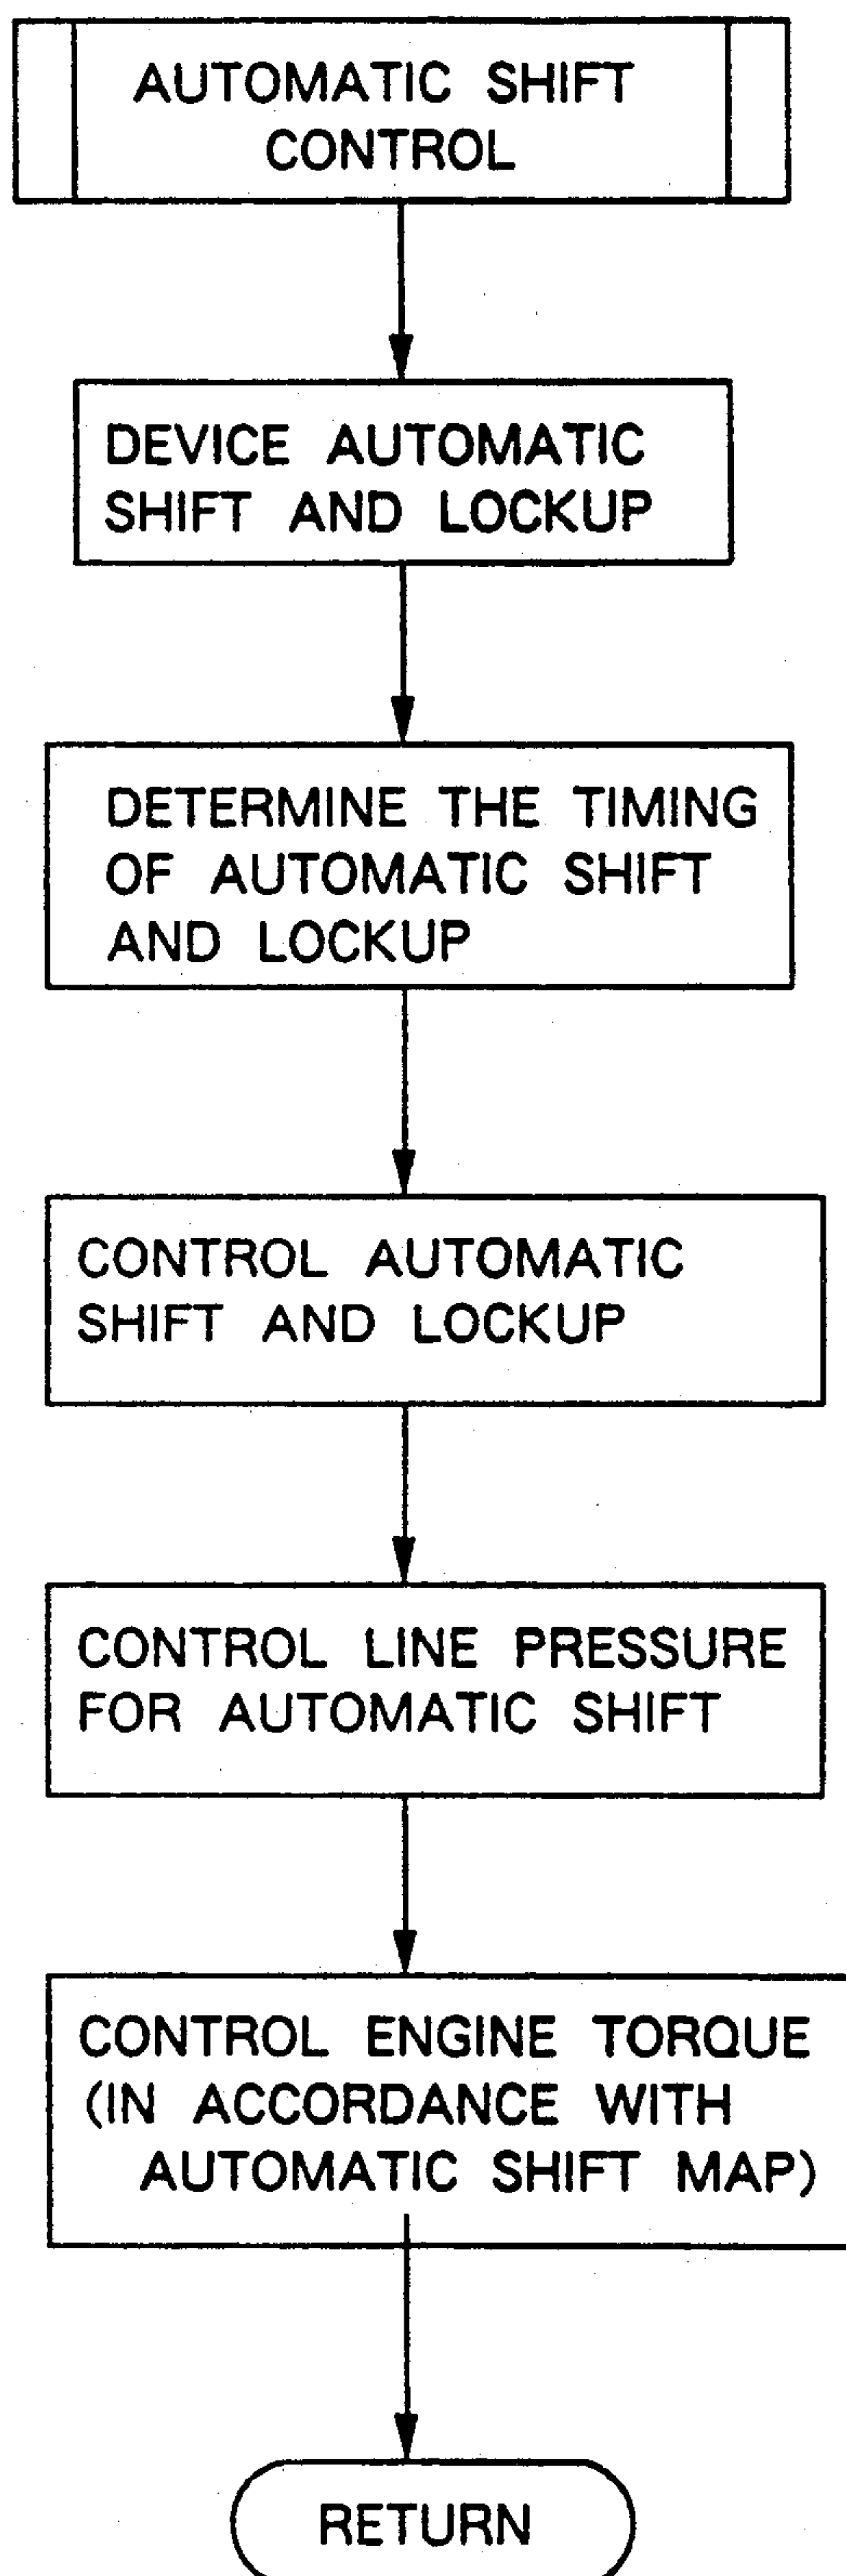 AUTOMATIC SHIFT
CONTROL
DEVICE AUTOMATIC
SHIFT AND LOCKUP
DETERMINE THE TIMING
OF AUTOMATIC SHIFT
AND LOCKUP
CONTROL AUTOMATIC
SHIFT AND LOCKUP
CONTROL LINE PRESSURE
FOR AUTOMATIC SHIFT
CONTROL ENGINE TORQUE
(IN ACCORDANCE WITH
AUTOMATIC SHIFT MAP)
RETURN